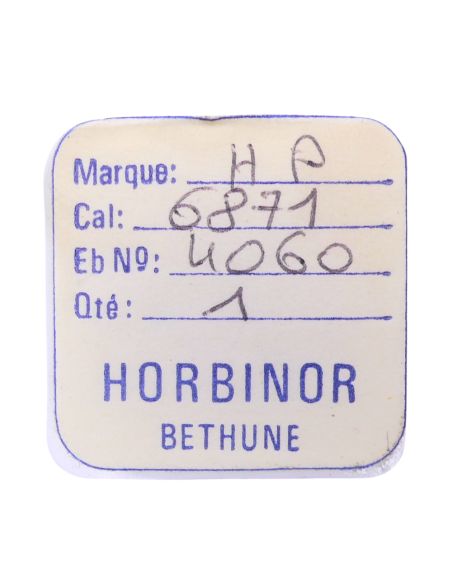 Marque: H P
Cal: 6871
Eb Nº: 4060
Qté: 1
HORBINOR
BETHUNE